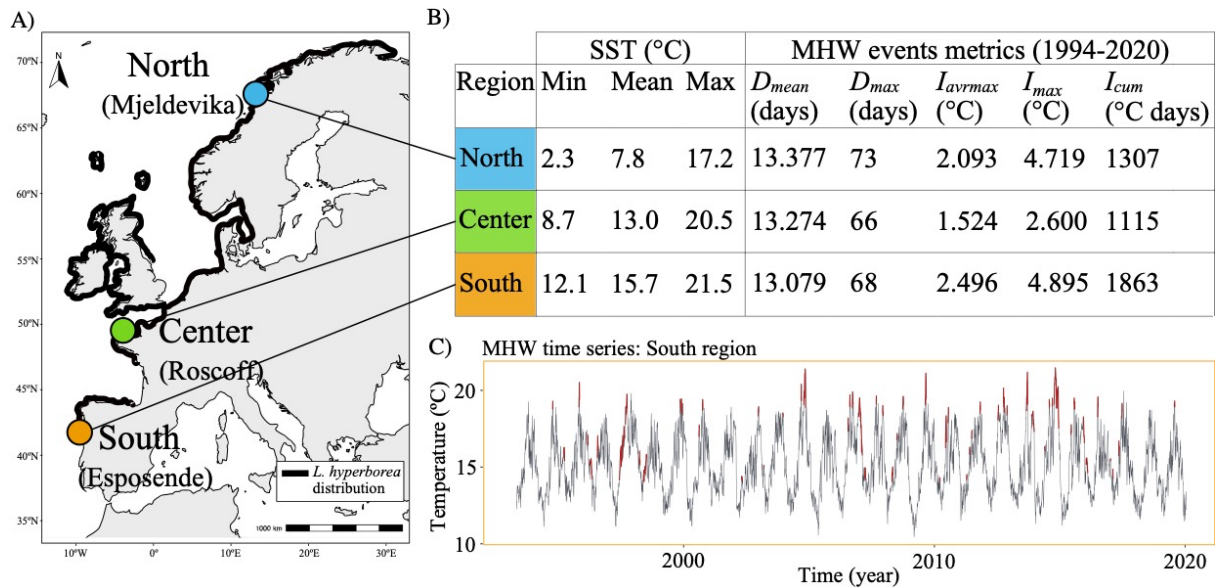 A)
N
North
(Mjeldevika)
Center
(Roscoff)
South
(Esposende)
L. hyperborea
distribution
1000 km
70°N
65°N
60°N
55°N
50°N
45°N
40°N
35°N
10°W 0° 10°E 20°E 30°E
B)
SST (°C) MHW events metrics (1994-2020)
Region Min Mean Max Dmean Dmax Iavrmax Imax Icum
(days) (days) (°C) (°C) (°C days)
North 2.3 7.8 17.2 13.377 73 2.093 4.719 1307
Center 8.7 13.0 20.5 13.274 66 1.524 2.600 1115
South 12.1 15.7 21.5 13.079 68 2.496 4.895 1863
C)
MHW time series: South region
Temperature (ºC)
20
15
10
2000 2010 2020
Time (year)